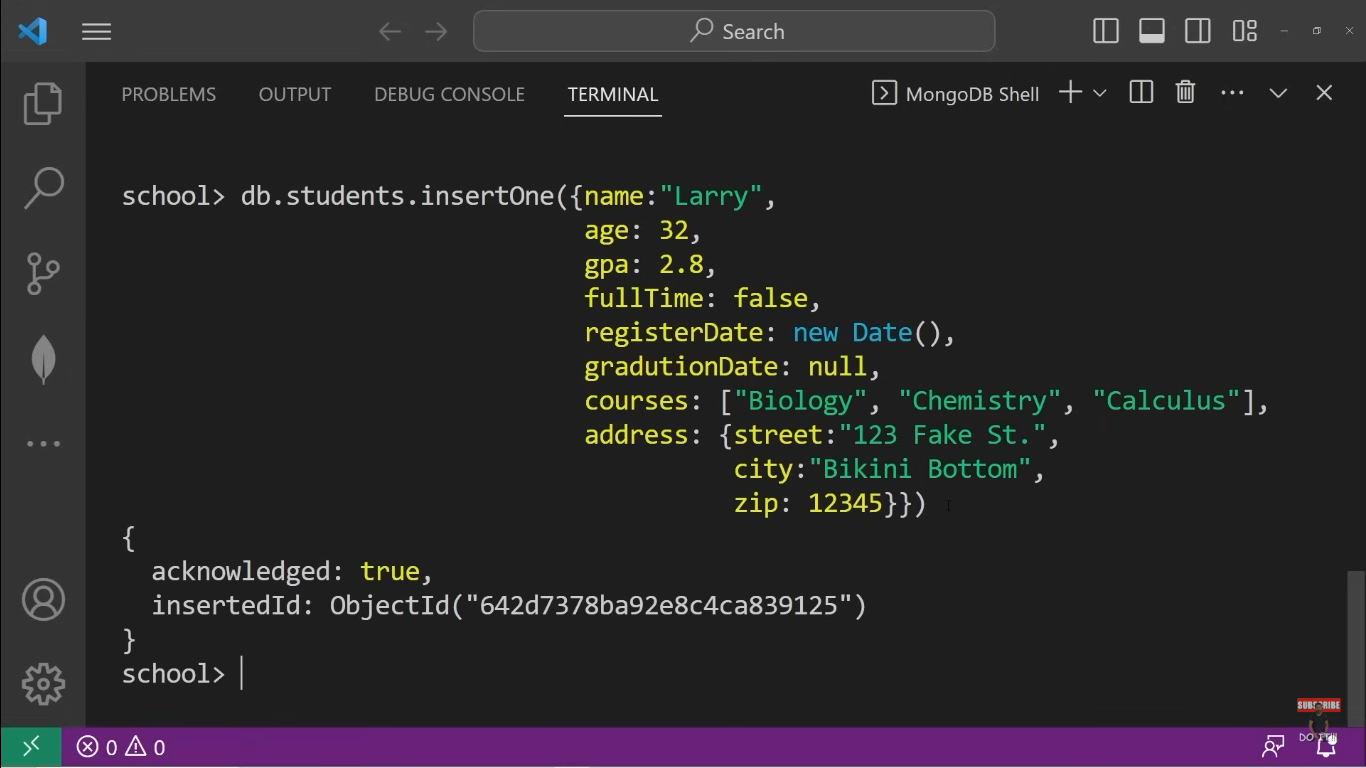 Search
PROBLEMS OUTPUT DEBUG CONSOLE TERMINAL MongoDB Shell
school> db.students.insertOne({name:"Larry",
age: 32,
gpa: 2.8,
fullTime: false,
registerDate: new Date(),
gradutionDate: null,
courses: ["Biology", "Chemistry", "Calculus"],
address: {street:"123 Fake St.",
city:"Bikini Bottom",
zip: 12345}})
{
acknowledged: true,
insertedId: ObjectId("642d7378ba92e8c4ca839125")
}
school>
SUBSCRIBE
0 0